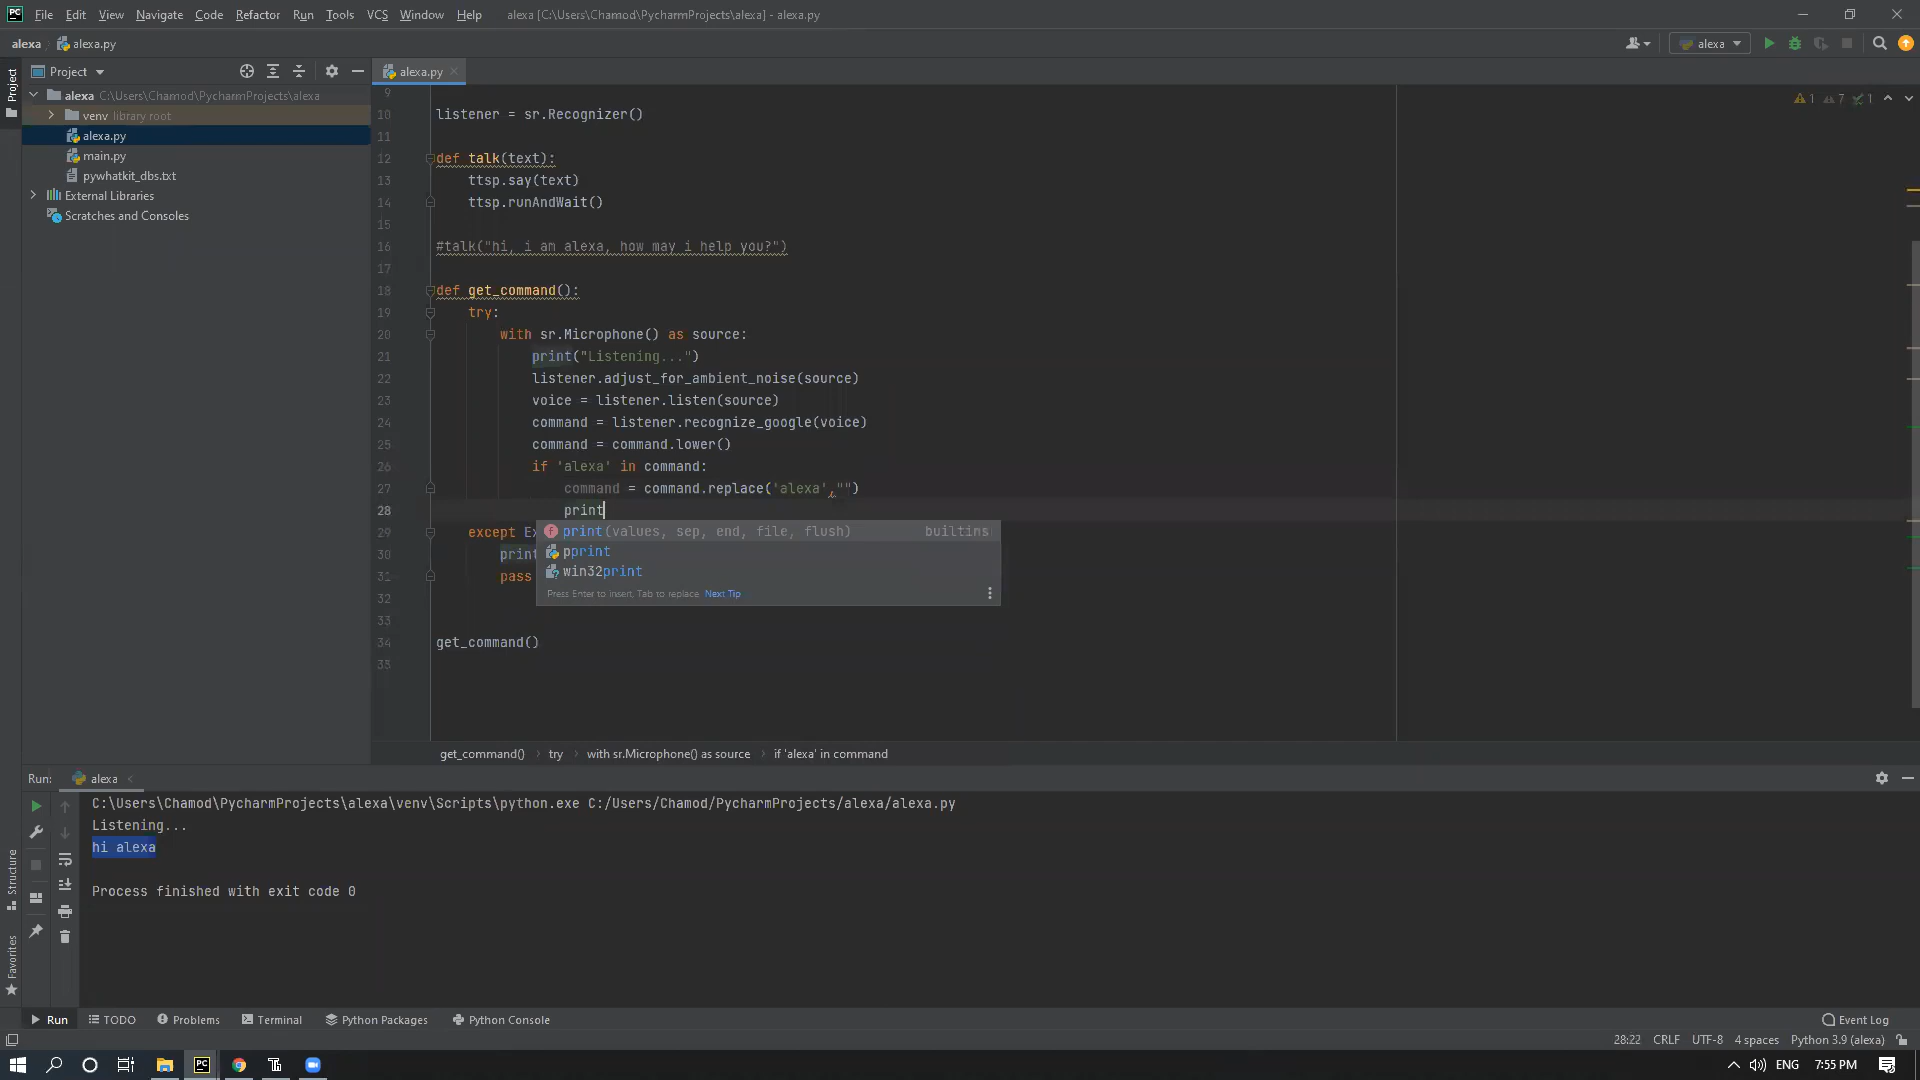 File Edit View Navigate Code Refactor Run Tools VCS Window Help alexa [C:\Users\Chamod\PycharmProjects\alexa] - alexa.py
alexa alexa.py
alexa
Project
Project
alexa.py
alexa C:\Users\Chamod\PycharmProjects\alexa
venv library root
alexa.py
main.py
pywhatkit_dbs.txt
External Libraries
Scratches and Consoles
1 7 1
9
10 listener = sr.Recognizer()
11
12 def talk(text):
13 ttsp.say(text)
14 ttsp.runAndWait()
15
16 #talk("hi, i am alexa, how may i help you?")
17
18 def get_command():
19 try:
20 with sr.Microphone() as source:
21 print("Listening...")
22 listener.adjust_for_ambient_noise(source)
23 voice = listener.listen(source)
24 command = listener.recognize_google(voice)
25 command = command.lower()
26 if 'alexa' in command:
27 command = command.replace('alexa',"")
28 print
29 except Ex
30 print
31 pass
32
33
34 get_command()
35
print(values, sep, end, file, flush) builtins
pprint
win32print
Press Enter to insert, Tab to replace Next Tip
get_command() try with sr.Microphone() as source if 'alexa' in command
Run: alexa
C:\Users\Chamod\PycharmProjects\alexa\venv\Scripts\python.exe C:/Users/Chamod/PycharmProjects/alexa/alexa.py
Listening...
hi alexa
Process finished with exit code 0
Structure
Favorites
Run TODO Problems Terminal Python Packages Python Console Event Log
28:22 CRLF UTF-8 4 spaces Python 3.9 (alexa)
ENG 7:55 PM